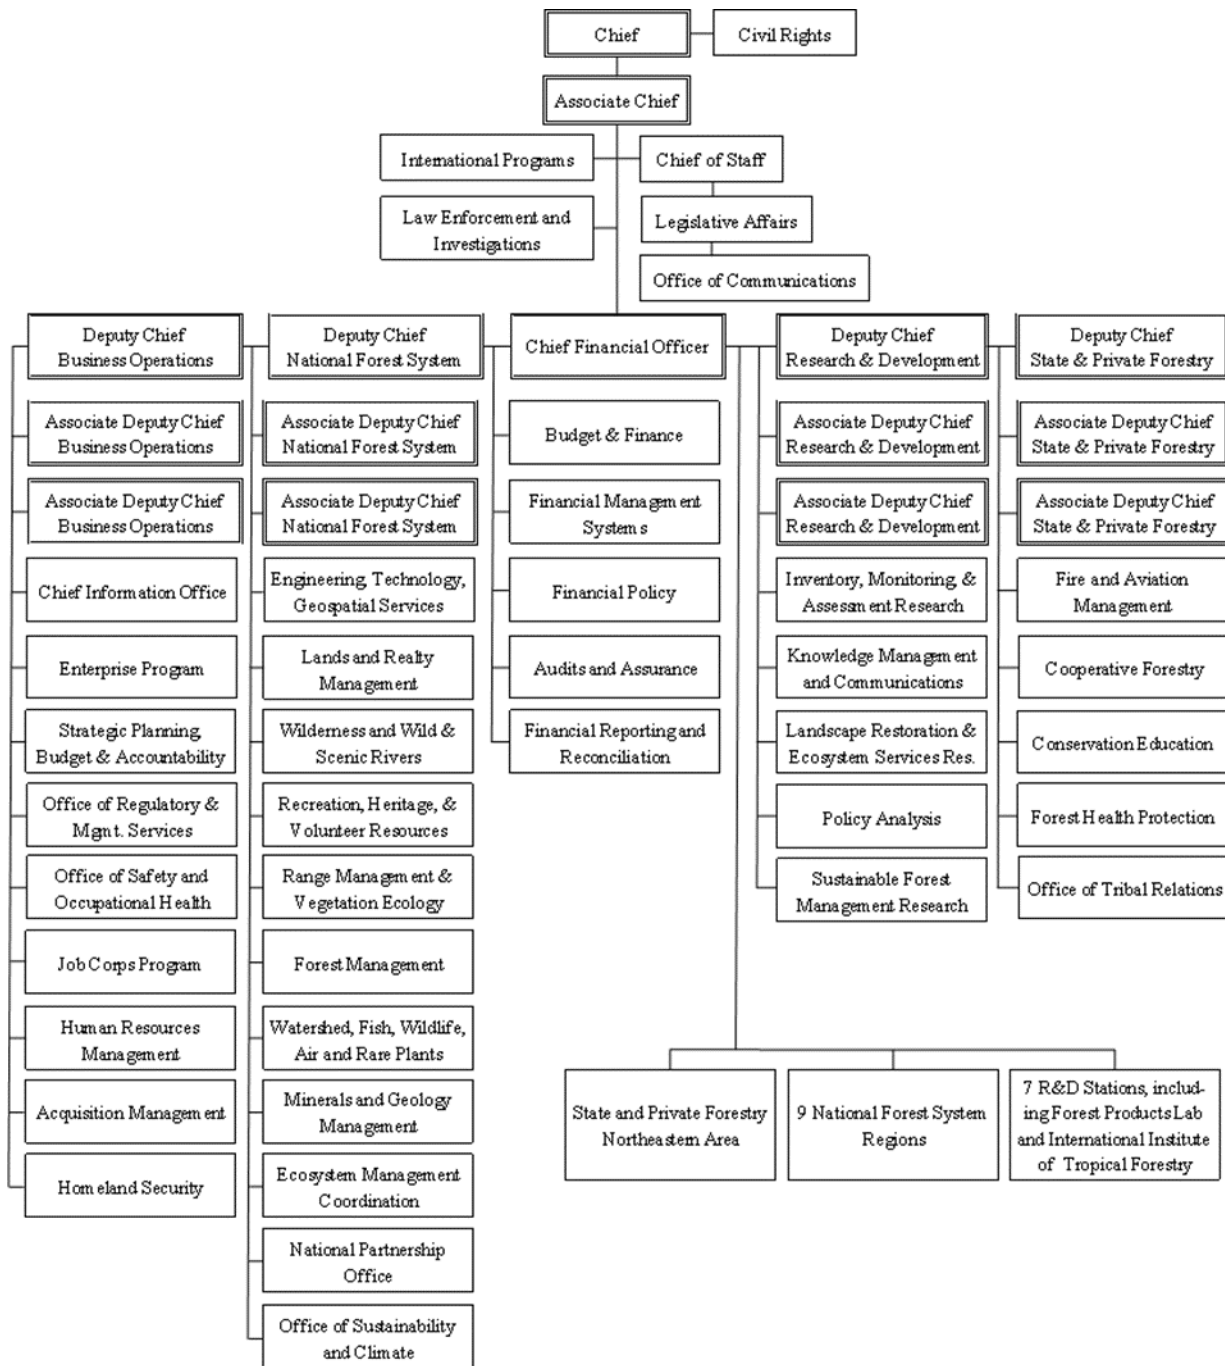 Chief
Civil Rights
Associate Chief
International Programs
Chief of Staff
Law Enforcement and
Investigations
Legislative Affairs
Office of Communications
Deputy Chief
Business Operations
Associate Deputy Chief
Business Operations
Associate Deputy Chief
Business Operations
Chief Information Office
Enterprise Program
Strategic Planning,
Budget & Accountability
Office of Regulatory &
Mgmt. Services
Office of Safety and
Occupational Health
Job Corps Program
Human Resources
Management
Acquisition Management
Homeland Security
Deputy Chief
National Forest System
Associate Deputy Chief
National Forest System
Associate Deputy Chief
National Forest System
Engineering, Technology,
Geospatial Services
Lands and Realty
Management
Wilderness and Wild &
Scenic Rivers
Recreation, Heritage, &
Volunteer Resources
Range Management &
Vegetation Ecology
Forest Management
Watershed, Fish, Wildlife,
Air and Rare Plants
Minerals and Geology
Management
Ecosystem Management
Coordination
National Partnership
Office
Office of Sustainability
and Climate
Chief Financial Officer
Budget & Finance
Financial Management
Systems
Financial Policy
Audits and Assurance
Financial Reporting and
Reconciliation
Deputy Chief
Research & Development
Associate Deputy Chief
Research & Development
Associate Deputy Chief
Research & Development
Inventory, Monitoring, &
Assessment Research
Knowledge Management
and Communications
Landscape Restoration &
Ecosystem Services Res.
Policy Analysis
Sustainable Forest
Management Research
Deputy Chief
State & Private Forestry
Associate Deputy Chief
State & Private Forestry
Associate Deputy Chief
State & Private Forestry
Fire and Aviation
Management
Cooperative Forestry
Conservation Education
Forest Health Protection
Office of Tribal Relations
State and Private Forestry
Northeastern Area
9 National Forest System
Regions
7 R&D Stations, includ-
ing Forest Products Lab
and International Institute
of Tropical Forestry